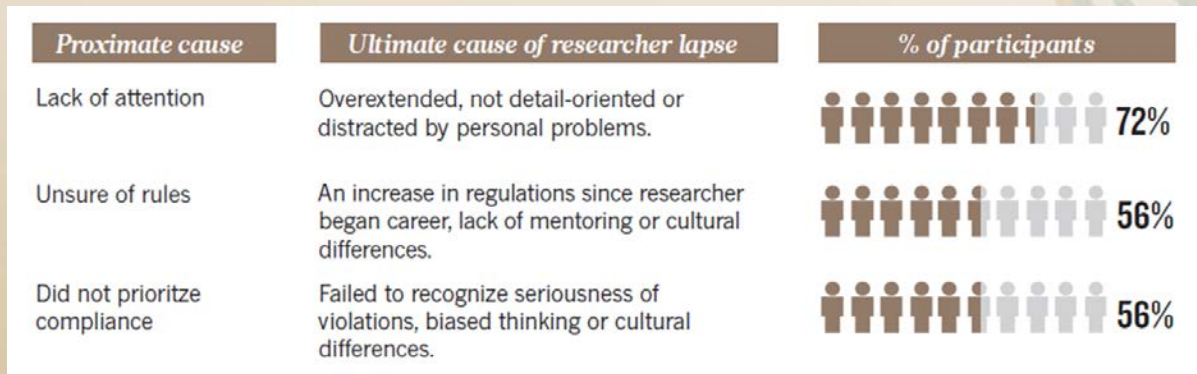 Proximate cause
Ultimate cause of researcher lapse
% of participants
Lack of attention
Overextended, not detail-oriented or
distracted by personal problems.
72%
Unsure of rules
An increase in regulations since researcher
began career, lack of mentoring or cultural
differences.
56%
Did not prioritze
compliance
Failed to recognize seriousness of
violations, biased thinking or cultural
differences.
56%